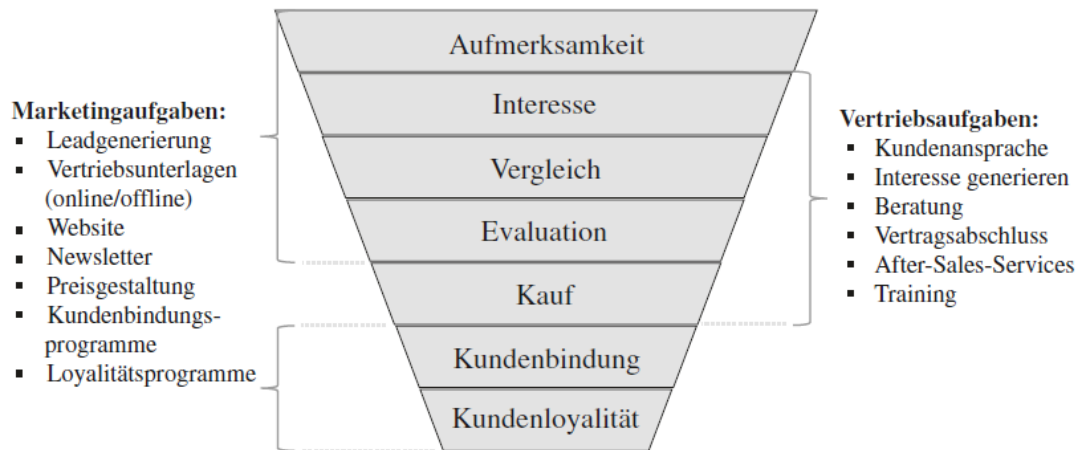 Marketingaufgaben:
▪ Leadgenerierung
▪ Vertriebsunterlagen
(online/offline)
▪ Website
▪ Newsletter
▪ Preisgestaltung
▪ Kundenbindungs-
programme
▪ Loyalitätsprogramme
Aufmerksamkeit
Interesse
Vergleich
Evaluation
Kauf
Kundenbindung
Kundenloyalität
Vertriebsaufgaben:
▪ Kundenansprache
▪ Interesse generieren
▪ Beratung
▪ Vertragsabschluss
▪ After-Sales-Services
▪ Training